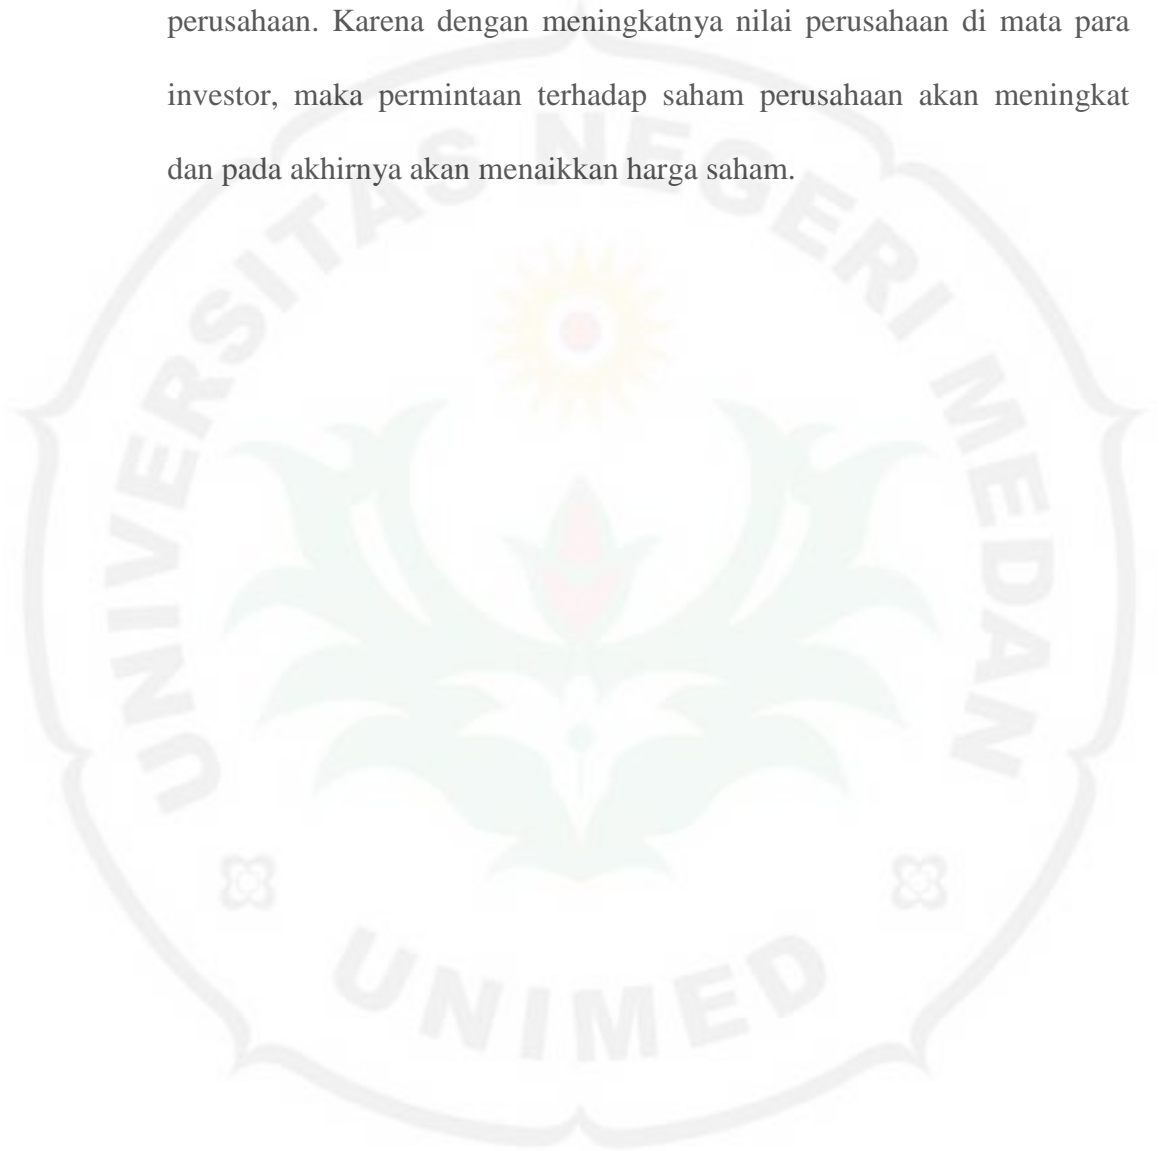 perusahaan. Karena dengan meningkatnya nilai perusahaan di mata para
investor, maka permintaan terhadap saham perusahaan akan meningkat
dan pada akhirnya akan menaikkan harga saham.
UNIVERSITAS NEGERI MEDAN
UNIMED